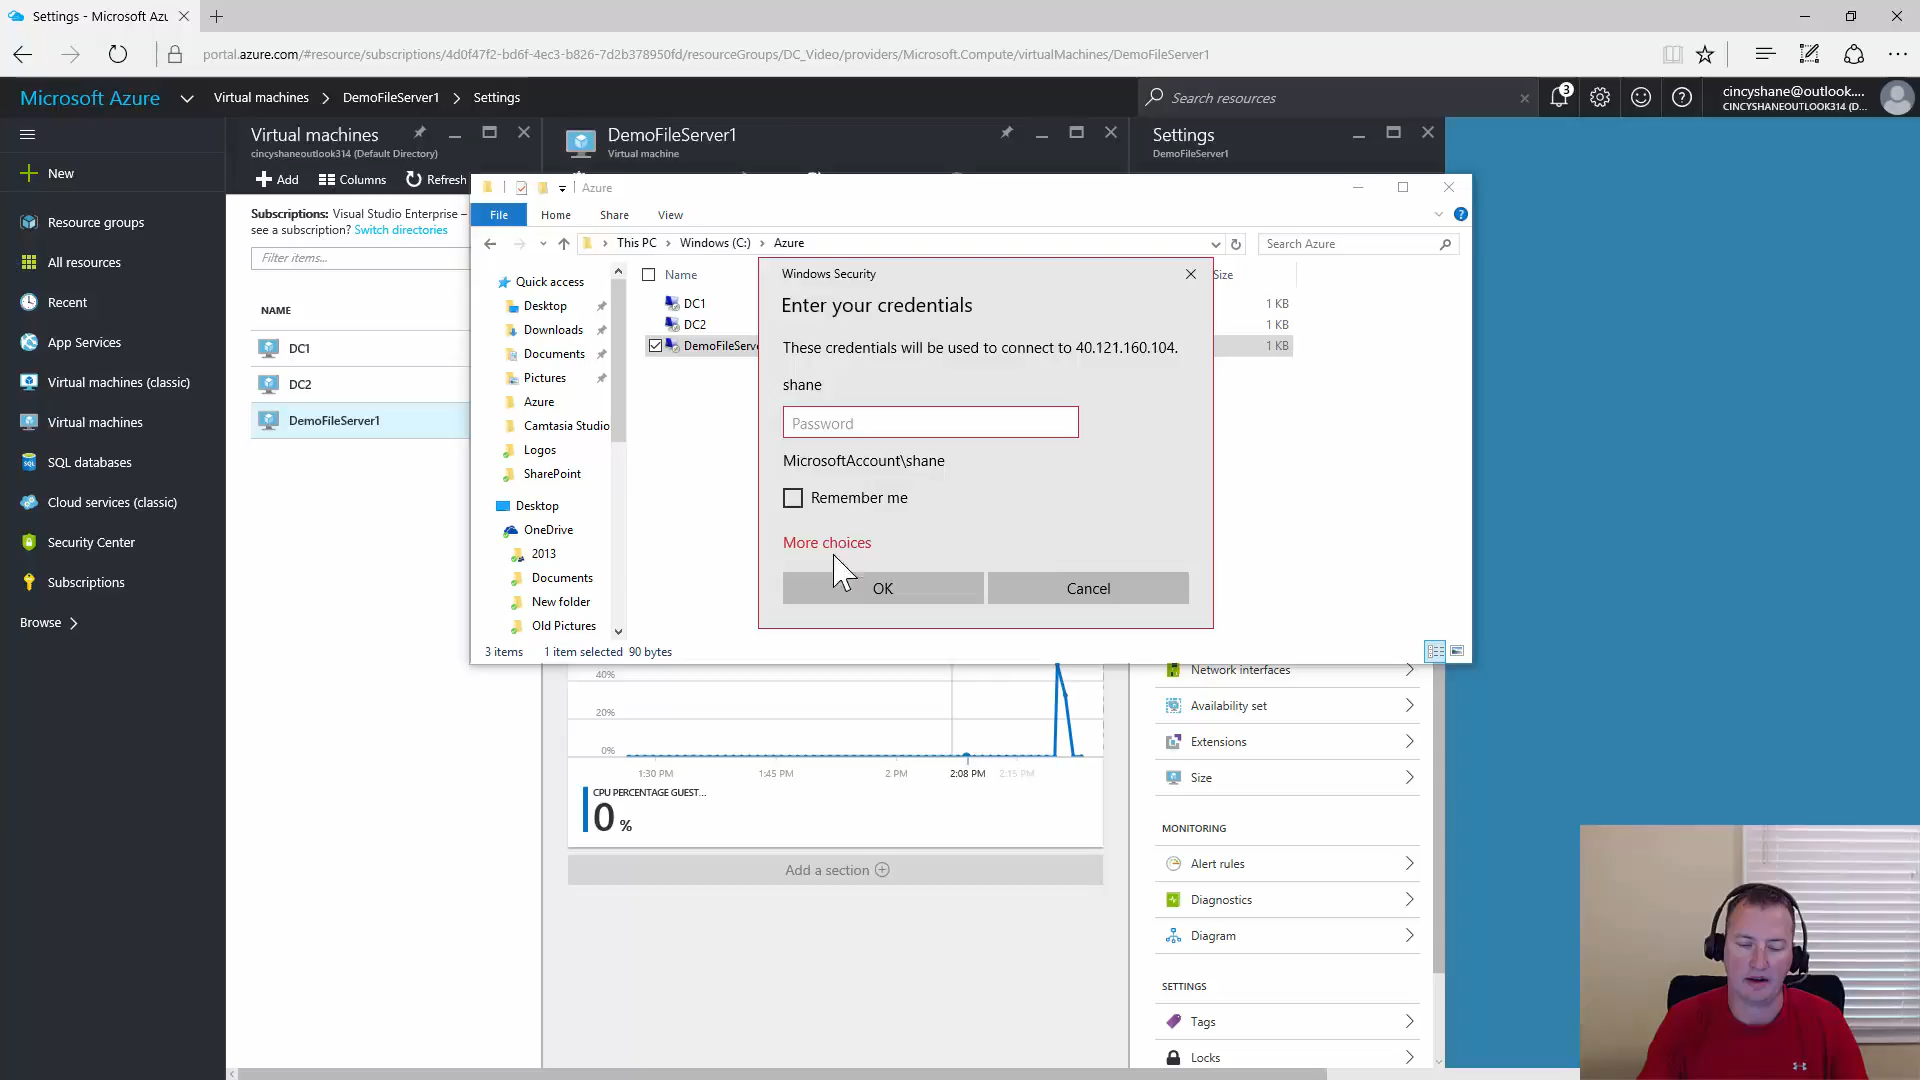 Settings - Microsoft Azu
portal.azure.com/#resource/subscriptions/4d0f47f2-bd6f-4ec3-b826-7d2b378950fd/resourceGroups/DC_Video/providers/Microsoft.Compute/virtualMachines/DemoFileServer1
Microsoft Azure
Virtual machines > DemoFileServer1 > Settings
Search resources
3
cincyshane@outlook....
CINCYSHANEOUTLOOK314 (D...
New
Resource groups
All resources
Recent
App Services
Virtual machines (classic)
Virtual machines
SQL databases
Cloud services (classic)
Security Center
Subscriptions
Browse
Virtual machines
cincyshaneoutlook314 (Default Directory)
Add
Columns
Refresh
Subscriptions: Visual Studio Enterprise –
see a subscription? Switch directories
Filter items...
NAME
DC1
DC2
DemoFileServer1
DemoFileServer1
Virtual machine
Settings
DemoFileServer1
Azure
File
Home
Share
View
This PC > Windows (C:) > Azure
Search Azure
Quick access
Desktop
Downloads
Documents
Pictures
Azure
Camtasia Studio
Logos
SharePoint
Desktop
OneDrive
2013
Documents
New folder
Old Pictures
Name
Size
DC1
1 KB
DC2
1 KB
DemoFileServe
1 KB
3 items
1 item selected 90 bytes
Windows Security
Enter your credentials
These credentials will be used to connect to 40.121.160.104.
shane
Password
MicrosoftAccount\shane
Remember me
More choices
OK
Cancel
40%
20%
0%
1:30 PM
1:45 PM
2 PM
2:08 PM
2:15 PM
CPU PERCENTAGE GUEST...
0 %
Add a section
Network interfaces
Availability set
Extensions
Size
MONITORING
Alert rules
Diagnostics
Diagram
SETTINGS
Tags
Locks